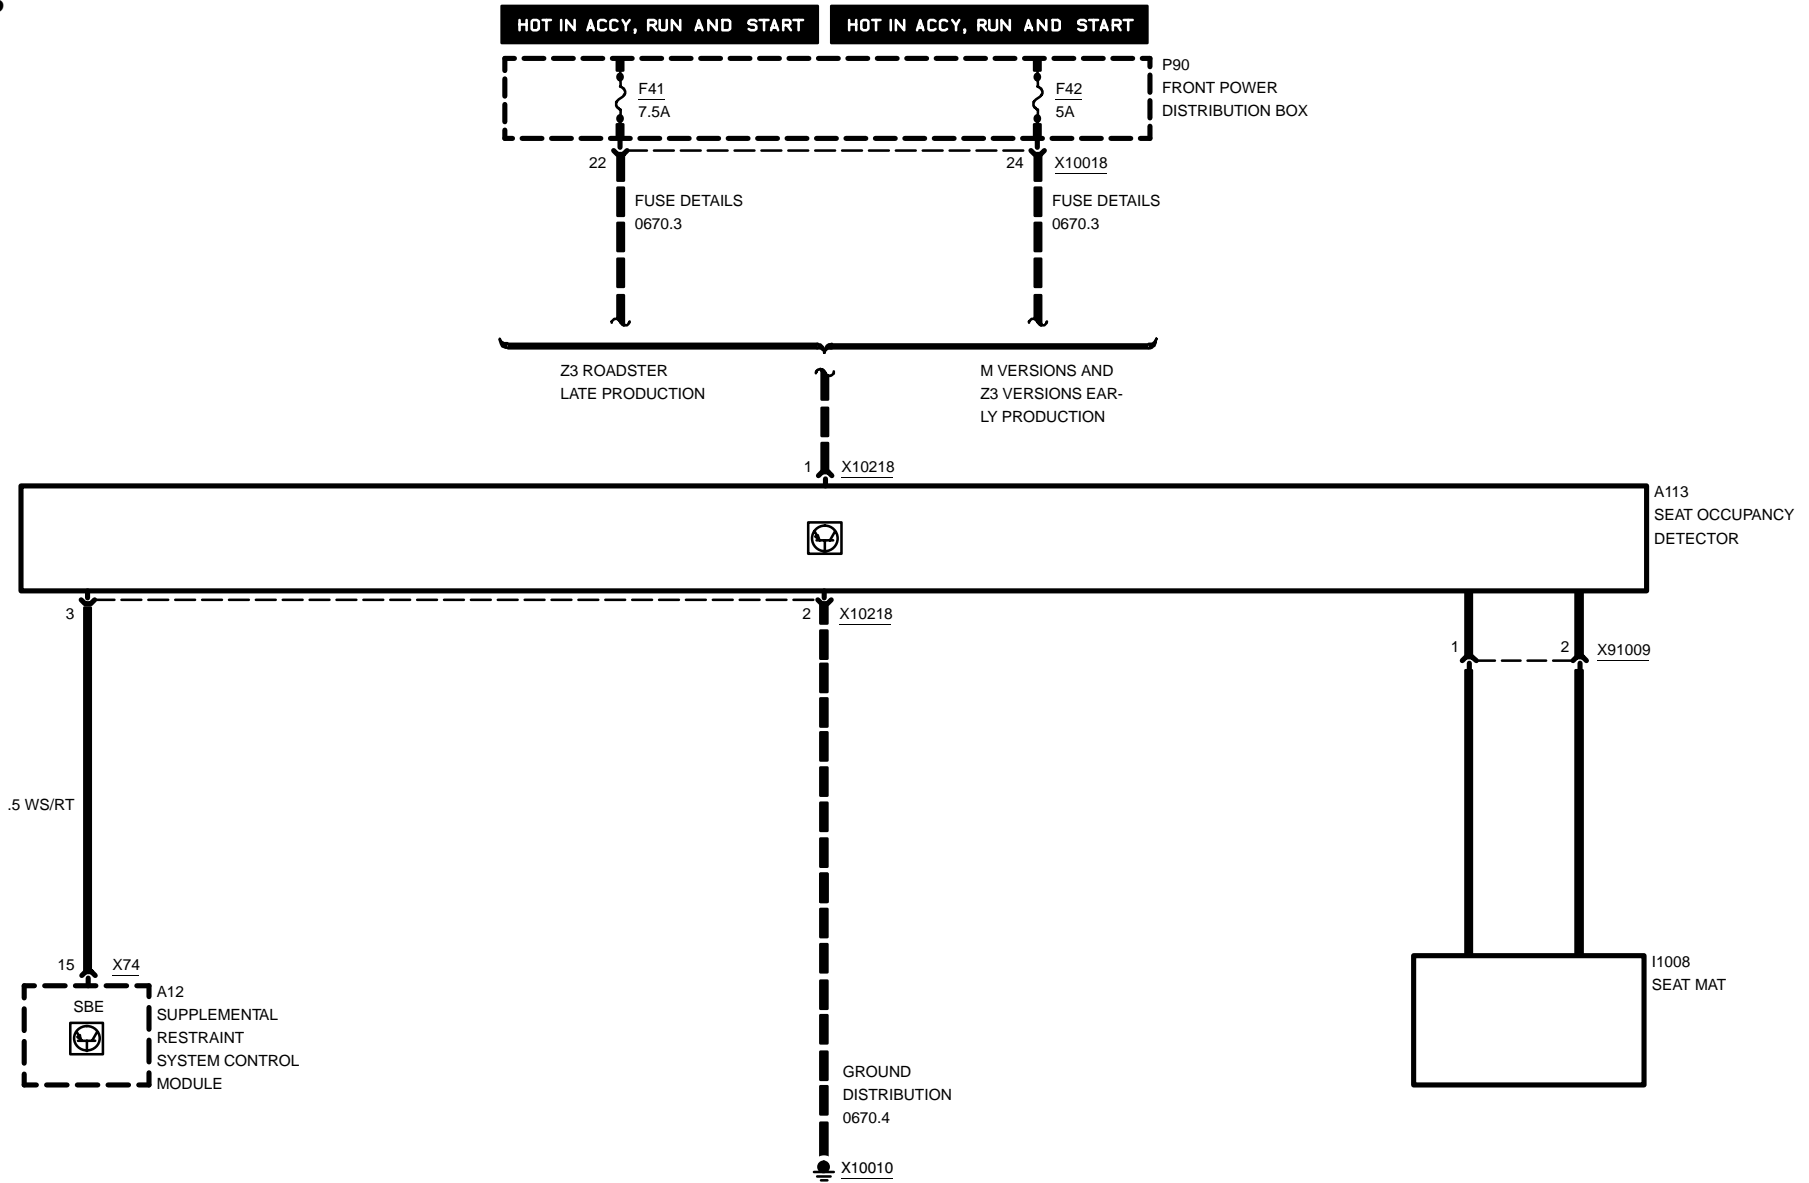 HOT IN ACCY, RUN AND START
HOT IN ACCY, RUN AND START
P90
FRONT POWER
DISTRIBUTION BOX
F41
7.5A
F42
5A
22
24
X10018
FUSE DETAILS
0670.3
FUSE DETAILS
0670.3
Z3 ROADSTER
LATE PRODUCTION
M VERSIONS AND
Z3 VERSIONS EAR-
LY PRODUCTION
1
X10218
A113
SEAT OCCUPANCY
DETECTOR
3
2
X10218
1
2
X91009
.5 WS/RT
15
X74
SBE
A12
SUPPLEMENTAL
RESTRAINT
SYSTEM CONTROL
MODULE
I1008
SEAT MAT
GROUND
DISTRIBUTION
0670.4
X10010